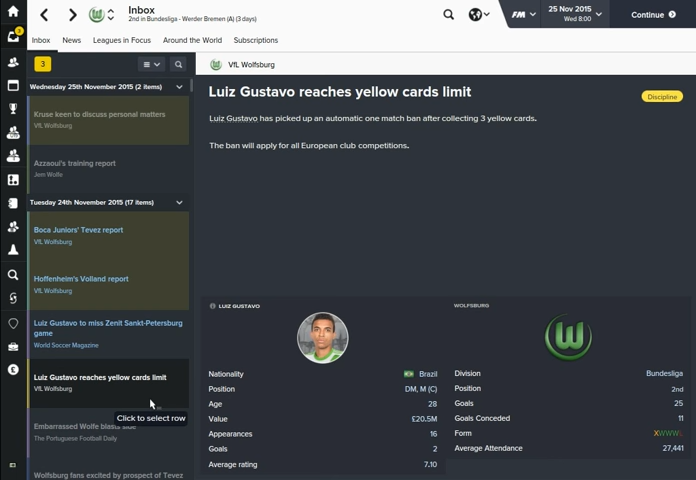 Inbox
2nd in Bundesliga - Werder Bremen (A) (3 days)
FM
25 Nov 2015
Wed 8:00
Continue
Inbox
News
Leagues in Focus
Around the World
Subscriptions
3
VfL Wolfsburg
Wednesday 25th November 2015 (2 items)
Kruse keen to discuss personal matters
VfL Wolfsburg
Azzaoui's training report
Jem Wolfe
Tuesday 24th November 2015 (17 items)
Boca Juniors' Tevez report
VfL Wolfsburg
Hoffenheim's Volland report
VfL Wolfsburg
Luiz Gustavo to miss Zenit Sankt-Petersburg
game
World Soccer Magazine
Luiz Gustavo reaches yellow cards limit
VfL Wolfsburg
Click to select row
Embarrassed Wolfe blasts
The Portuguese Football Daily
Wolfsburg fans excited by prospect of Tevez
Luiz Gustavo reaches yellow cards limit
Discipline
Luiz Gustavo has picked up an automatic one match ban after collecting 3 yellow cards.
The ban will apply for all European club competitions.
LUIZ GUSTAVO
Nationality Brazil
Position DM, M (C)
Age 28
Value £20.5M
Appearances 16
Goals 2
Average rating 7.10
WOLFSBURG
Division Bundesliga
Position 2nd
Goals 25
Goals Conceded 11
Form XWWWL
Average Attendance 27,441